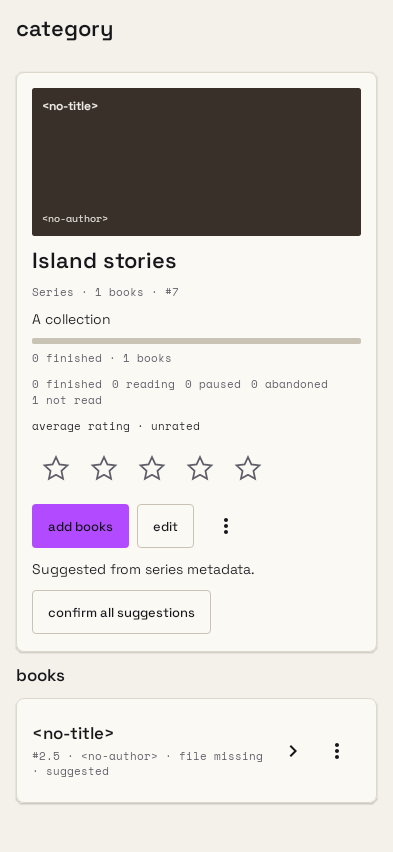 category
<no-title>
<no-author>
Island stories
Series · 1 books · #7
A collection
0 finished · 1 books
0 finished 0 reading 0 paused 0 abandoned
1 not read
average rating · unrated
add books edit
Suggested from series metadata.
confirm all suggestions
books
<no-title>
#2.5 · <no-author> · file missing
· suggested